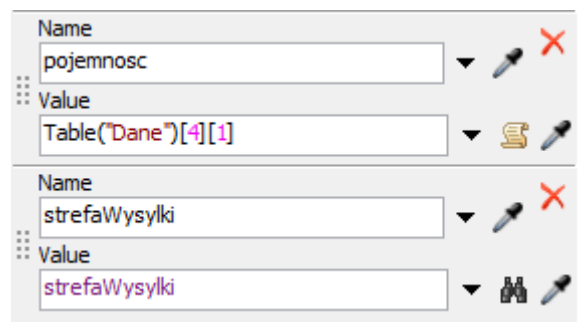 Name
pojemnosc
Value
Table("Dane")[4][1]
Name
strefaWysylki
Value
strefaWysylki